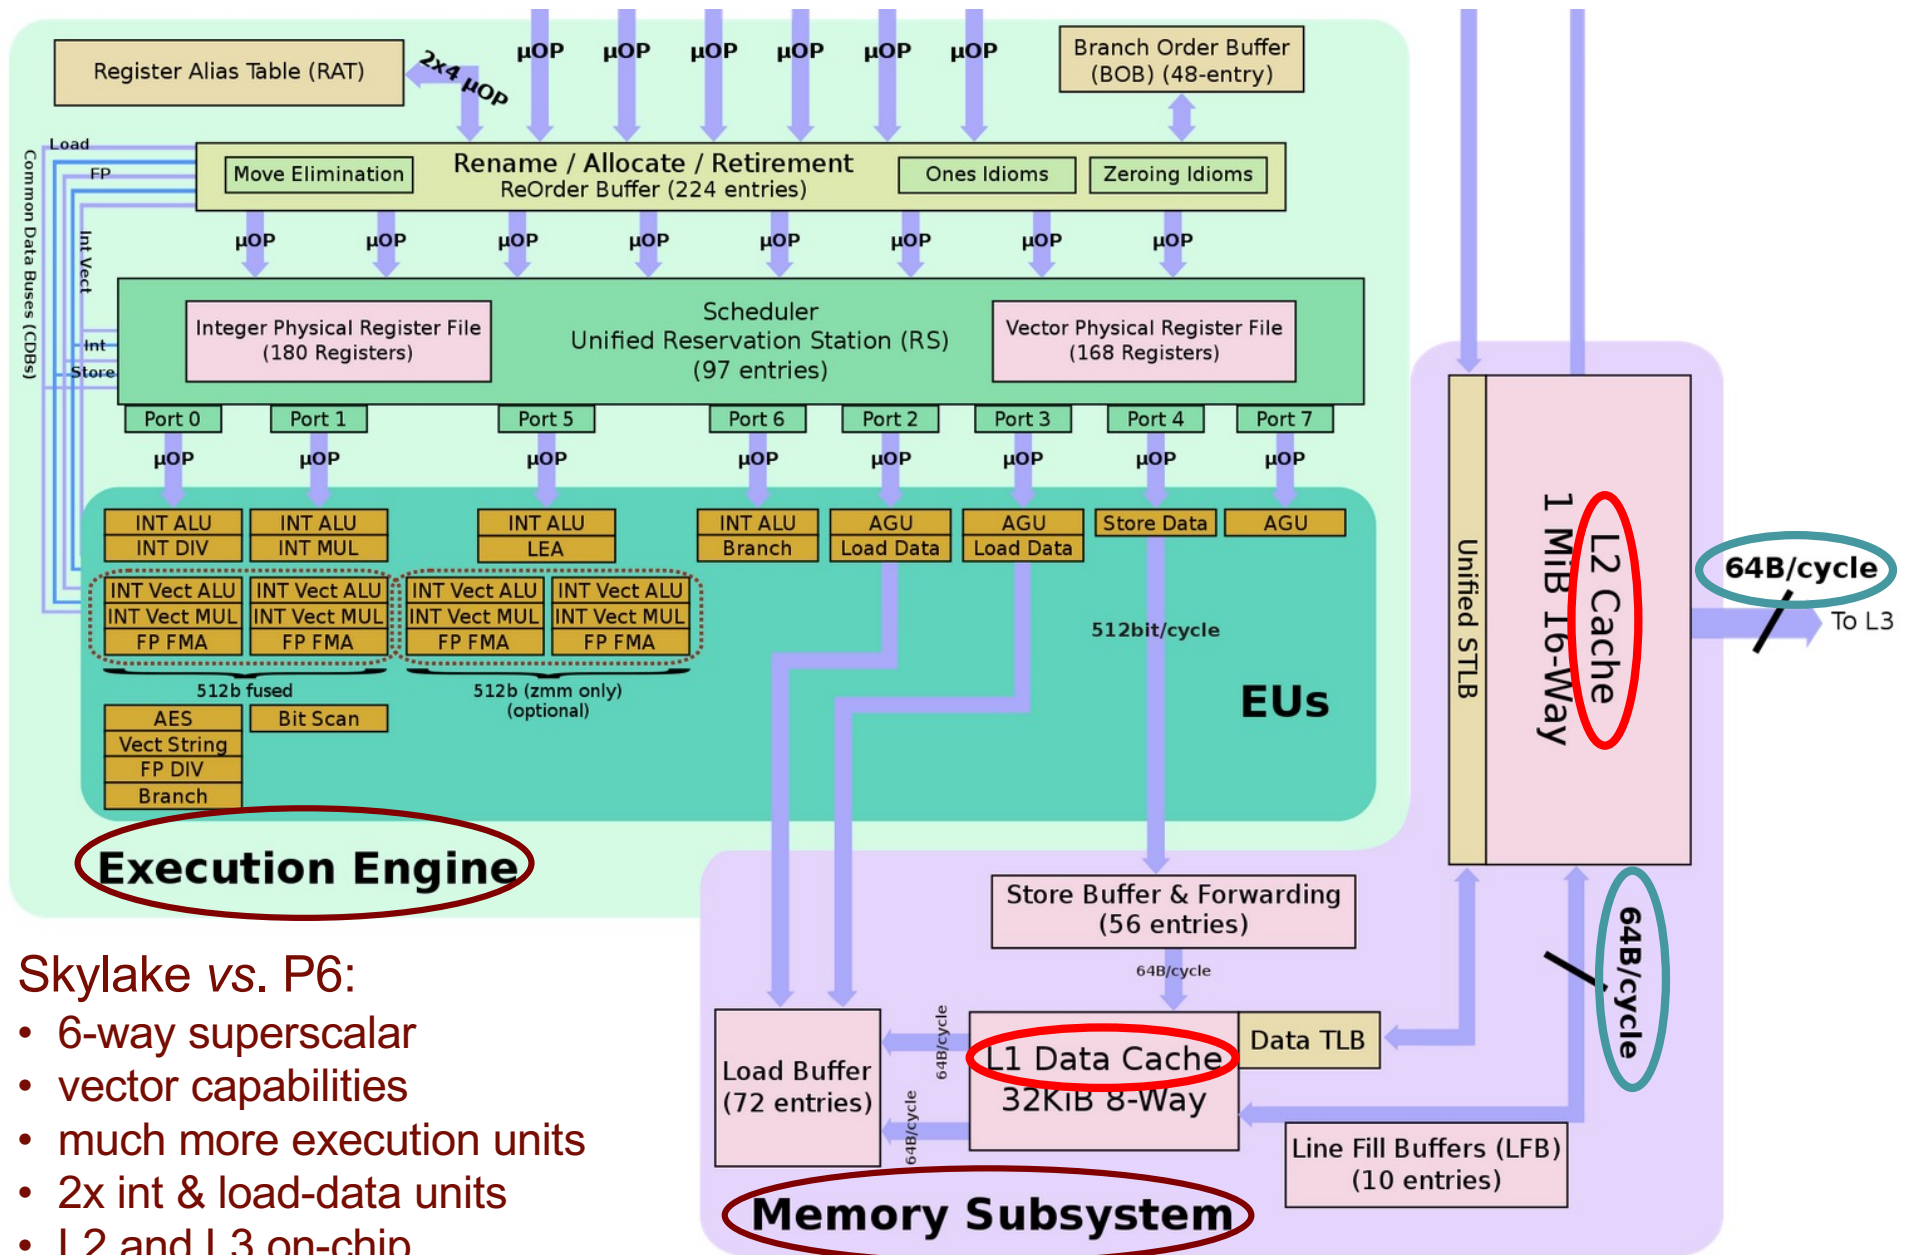 Register Alias Table (RAT)
2x4 µOP
µOP
µOP
µOP
µOP
µOP
µOP
Branch Order Buffer
(BOB) (48-entry)
Common Data Buses (CDBs)
Load
FP
Int Vect
Int
Store
Move Elimination
Rename / Allocate / Retirement
ReOrder Buffer (224 entries)
Ones Idioms
Zeroing Idioms
µOP
µOP
µOP
µOP
µOP
µOP
µOP
µOP
Integer Physical Register File
(180 Registers)
Scheduler
Unified Reservation Station (RS)
(97 entries)
Vector Physical Register File
(168 Registers)
Port 0
Port 1
Port 5
Port 6
Port 2
Port 3
Port 4
Port 7
µOP
µOP
µOP
µOP
µOP
µOP
µOP
µOP
INT ALU
INT DIV
INT ALU
INT MUL
INT ALU
LEA
INT ALU
Branch
AGU
Load Data
AGU
Load Data
Store Data
AGU
INT Vect ALU
INT Vect MUL
FP FMA
INT Vect ALU
INT Vect MUL
FP FMA
INT Vect ALU
INT Vect MUL
FP FMA
INT Vect ALU
INT Vect MUL
FP FMA
512b fused
512b (zmm only)
(optional)
AES
Vect String
FP DIV
Branch
Bit Scan
512bit/cycle
EUs
Execution Engine
Unified STLB
L2 Cache
1 MiB 16-Way
64B/cycle
To L3
64B/cycle
Store Buffer & Forwarding
(56 entries)
64B/cycle
Load Buffer
(72 entries)
64B/cycle
64B/cycle
L1 Data Cache
32KiB 8-Way
Data TLB
Line Fill Buffers (LFB)
(10 entries)
Memory Subsystem
Skylake vs. P6:
• 6-way superscalar
• vector capabilities
• much more execution units
• 2x int & load-data units
• L2 and L3 on-chip